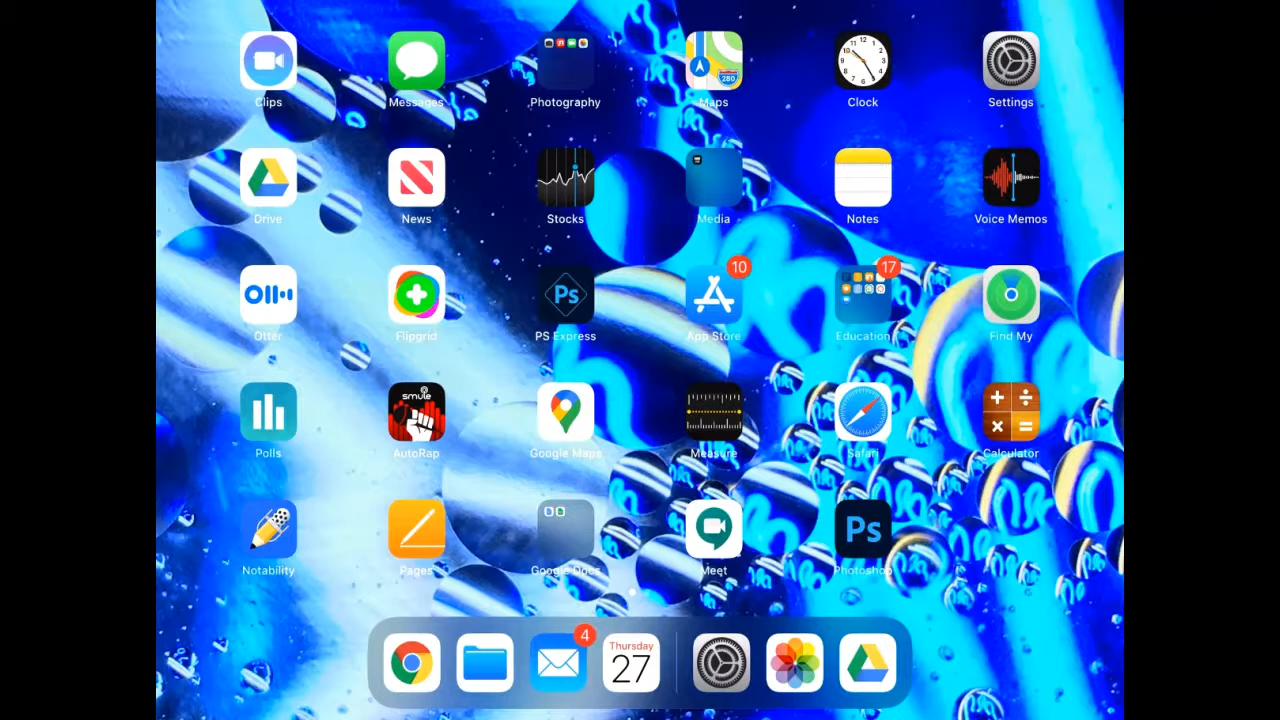 Clips
Messages
Photography
280
Maps
Clock
Settings
Drive
News
Stocks
Media
Notes
Voice Memos
Otter
Flipgrid
Ps
PS Express
10
App Store
17
Education
Find My
Polls
smule
AutoRap
Google Maps
Measure
Safari
Calculator
Notability
Pages
Google Docs
Meet
Ps
Photoshop
4
Thursday
27